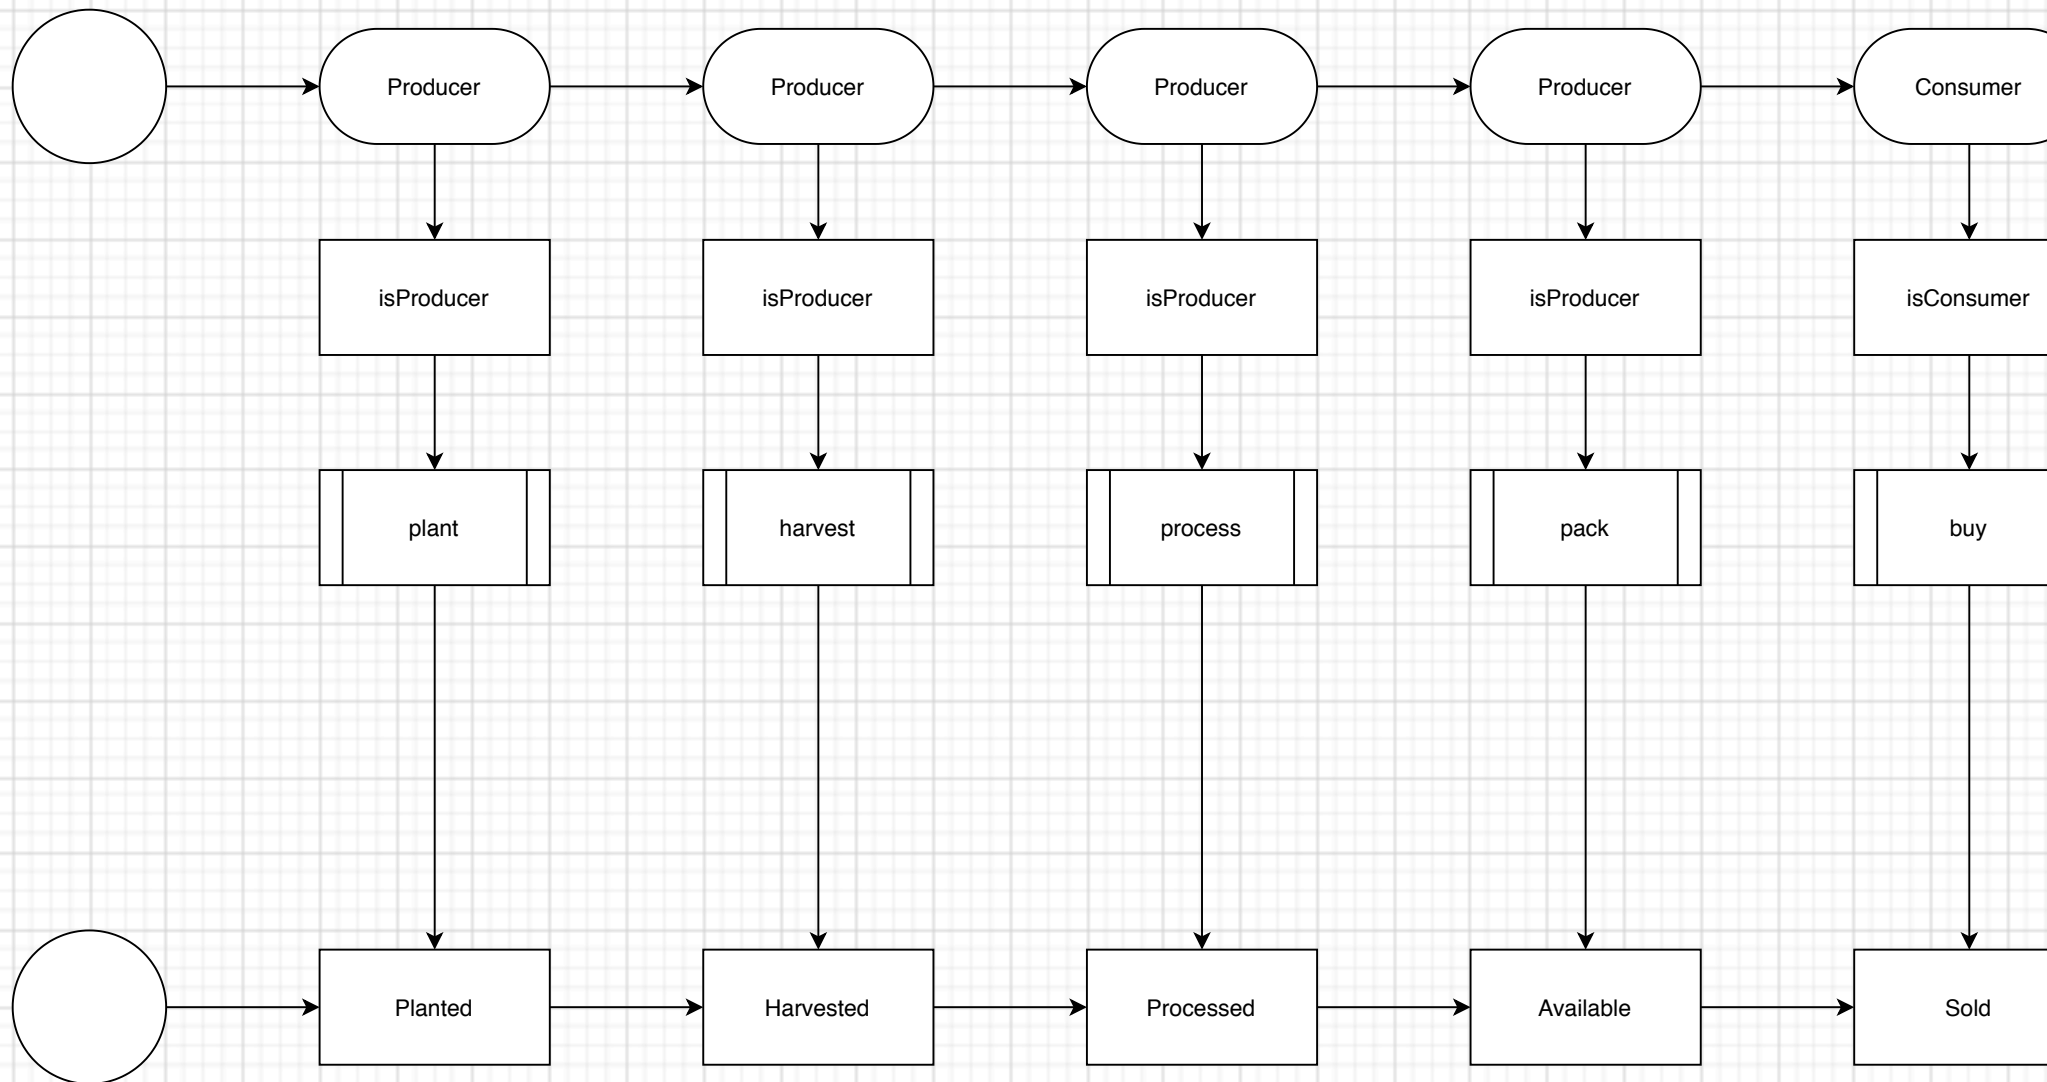 Producer
Producer
Producer
Producer
Consumer
isProducer
isProducer
isProducer
isProducer
isConsumer
plant
harvest
process
pack
buy
Planted
Harvested
Processed
Available
Sold